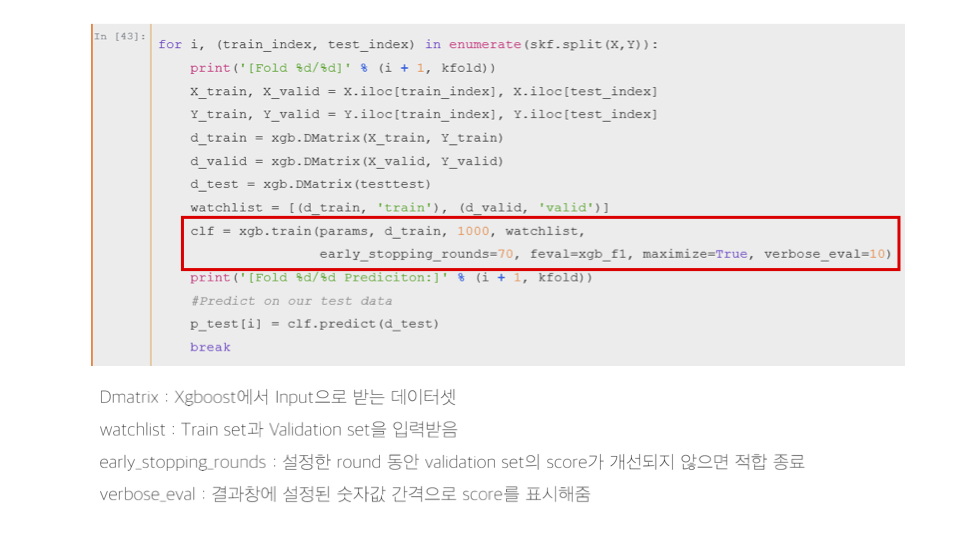 In [43]:
for i, (train_index, test_index) in enumerate(skf.split(X,Y)):
print('[Fold %d/%d]' % (i + 1, kfold))
X_train, X_valid = X.iloc[train_index], X.iloc[test_index]
Y_train, Y_valid = Y.iloc[train_index], Y.iloc[test_index]
d_train = xgb.DMatrix(X_train, Y_train)
d_valid = xgb.DMatrix(X_valid, Y_valid)
d_test = xgb.DMatrix(testtest)
watchlist = [(d_train, 'train'), (d_valid, 'valid')]
clf = xgb.train(params, d_train, 1000, watchlist,
early_stopping_rounds=70, feval=xgb_f1, maximize=True, verbose_eval=10)
print('[Fold %d/%d Prediciton:]' % (i + 1, kfold))
#Predict on our test data
p_test[i] = clf.predict(d_test)
break
Dmatrix : Xgboost에서 Input으로 받는 데이터셋
watchlist : Train set과 Validation set을 입력받음
early_stopping_rounds : 설정한 round 동안 validation set의 score가 개선되지 않으면 적합 종료
verbose_eval : 결과창에 설정된 숫자값 간격으로 score를 표시해줌